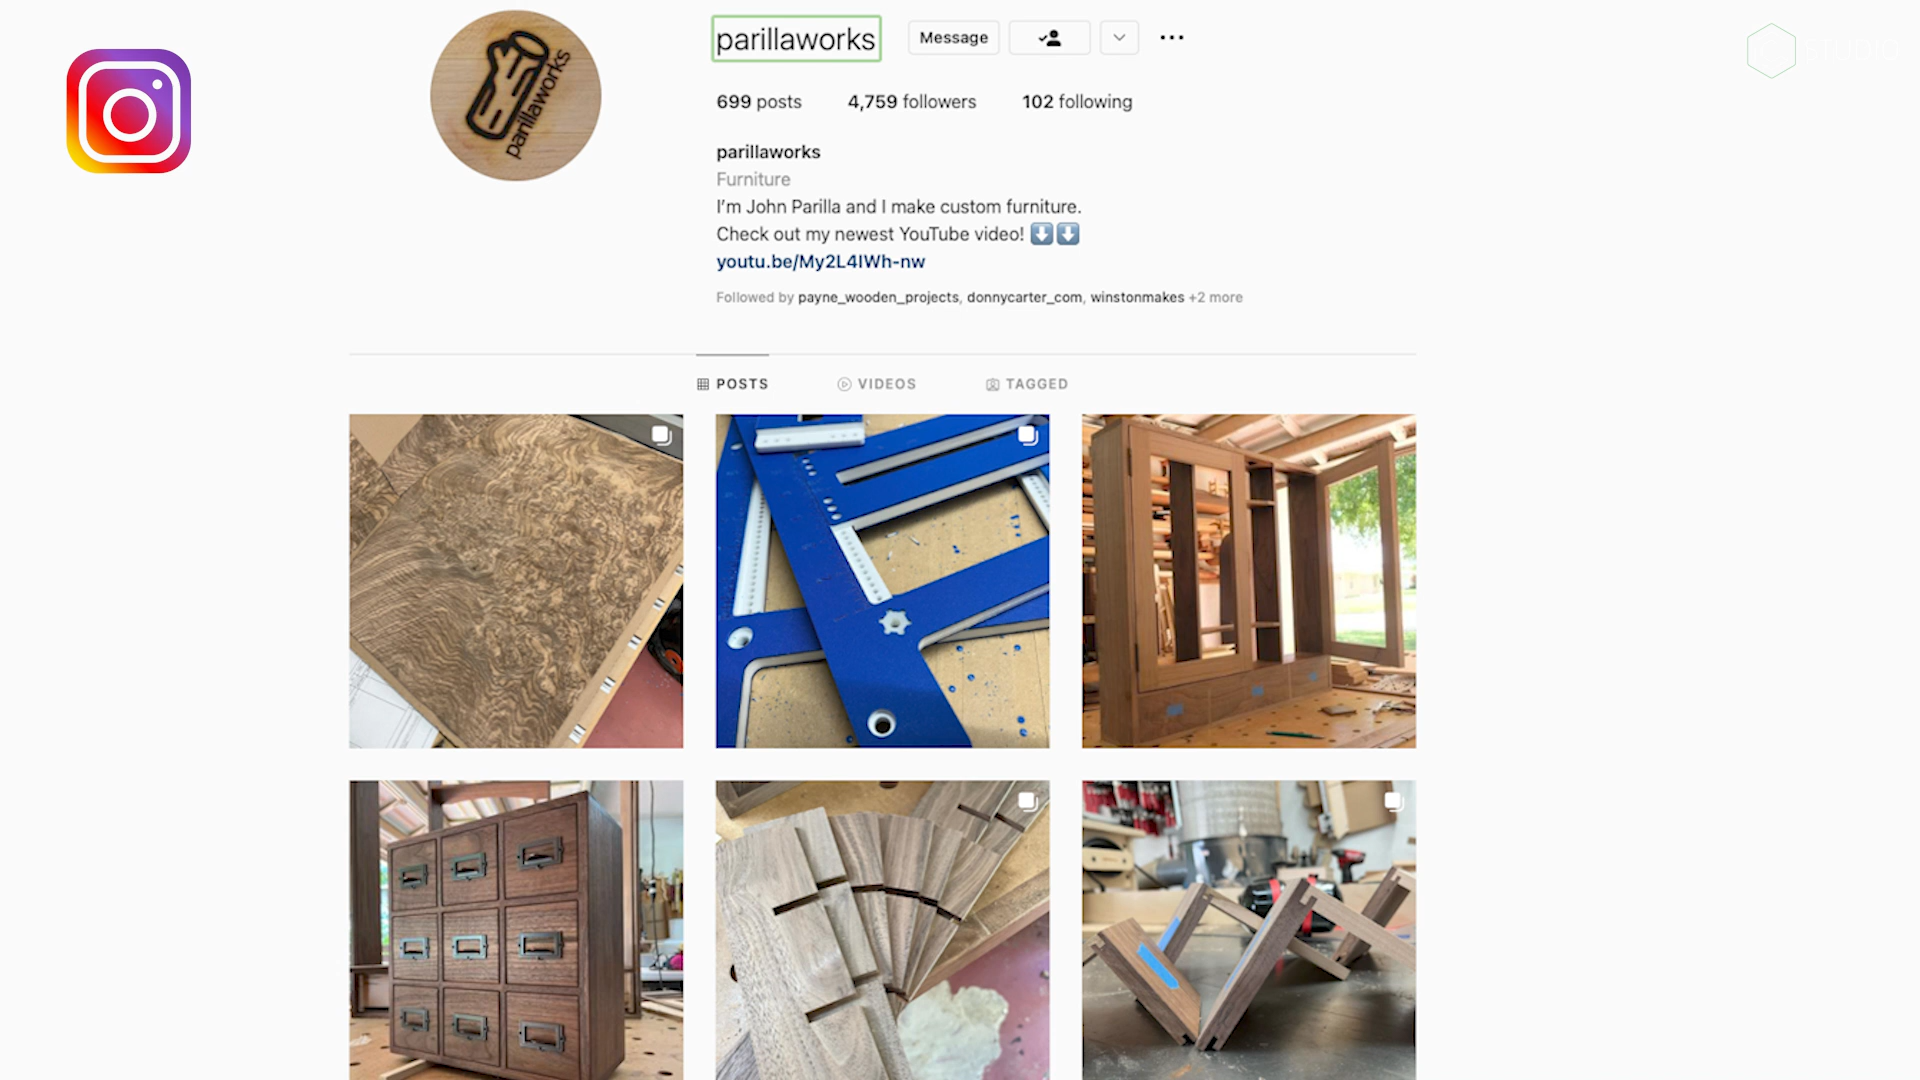 parillaworks
parillaworks Message
699 posts 4,759 followers 102 following
parillaworks
Furniture
I'm John Parilla and I make custom furniture.
Check out my newest YouTube video! ⬇️⬇️
youtu.be/My2L4IWh-nw
Followed by payne_wooden_projects, donnycarter_com, winstonmakes +2 more
POSTS VIDEOS TAGGED